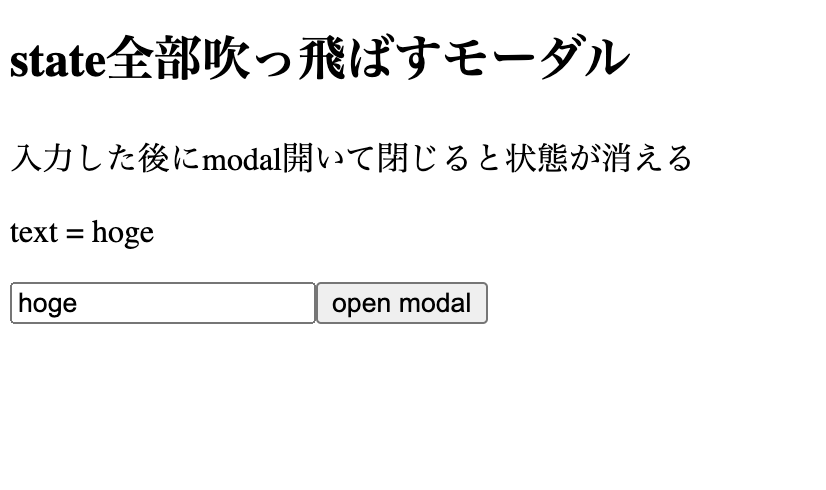 state全部吹っ飛ばすモーダル
入力した後にmodal開いて閉じると状態が消える
text = hoge
hoge open modal